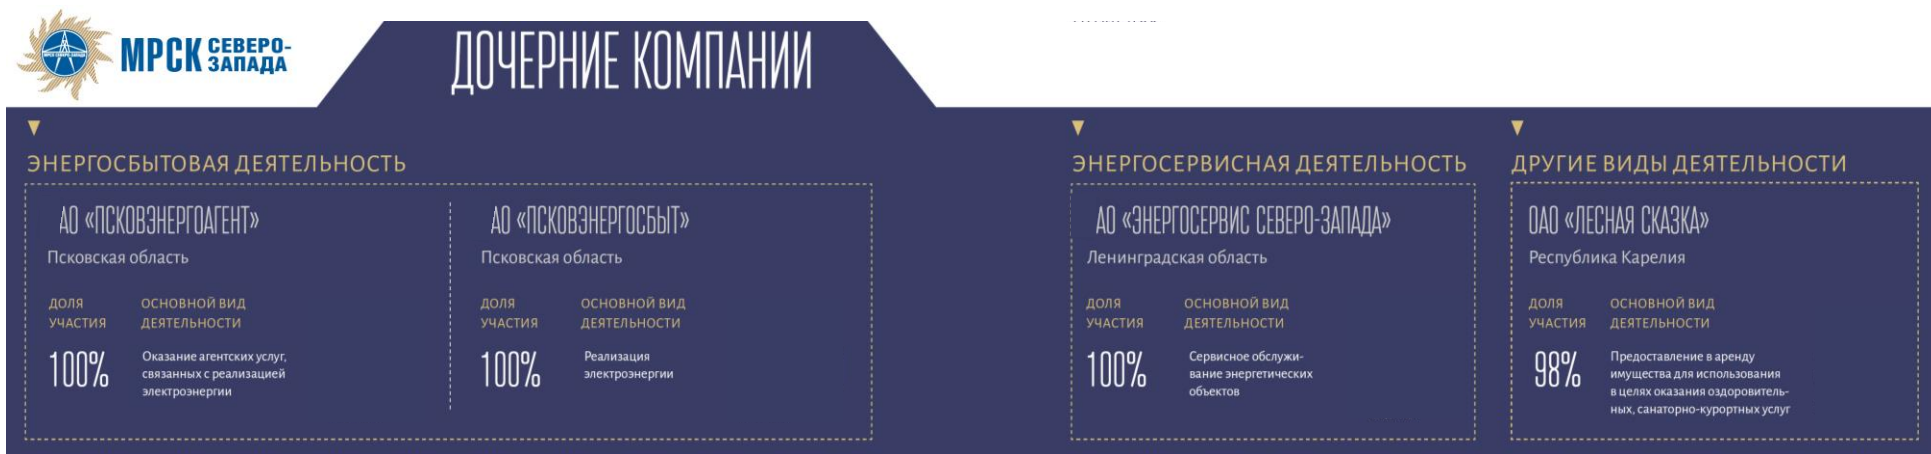 МРСК СЕВЕРО-
ЗАПАДА
ДОЧЕРНИЕ КОМПАНИИ
ЭНЕРГОСБЫТОВАЯ ДЕЯТЕЛЬНОСТЬ
АО «ПСКОВЭНЕРГОАГЕНТ»
Псковская область
ДОЛЯ
УЧАСТИЯ
ОСНОВНОЙ ВИД
ДЕЯТЕЛЬНОСТИ
100%
Оказание агентских услуг,
связанных с реализацией
электроэнергии
АО «ПСКОВЭНЕРГОСБЫТ»
Псковская область
ДОЛЯ
УЧАСТИЯ
ОСНОВНОЙ ВИД
ДЕЯТЕЛЬНОСТИ
100%
Реализация
электроэнергии
ЭНЕРГОСЕРВИСНАЯ ДЕЯТЕЛЬНОСТЬ
АО «ЭНЕРГОСЕРВИС СЕВЕРО-ЗАПАДА»
Ленинградская область
ДОЛЯ
УЧАСТИЯ
ОСНОВНОЙ ВИД
ДЕЯТЕЛЬНОСТИ
100%
Сервисное обслужи-
вание энергетических
объектов
ДРУГИЕ ВИДЫ ДЕЯТЕЛЬНОСТИ
ОАО «ЛЕСНАЯ СКАЗКА»
Республика Карелия
ДОЛЯ
УЧАСТИЯ
ОСНОВНОЙ ВИД
ДЕЯТЕЛЬНОСТИ
98%
Предоставление в аренду
имущества для использования
в целях оказания оздоровитель-
ных, санаторно-курортных услуг